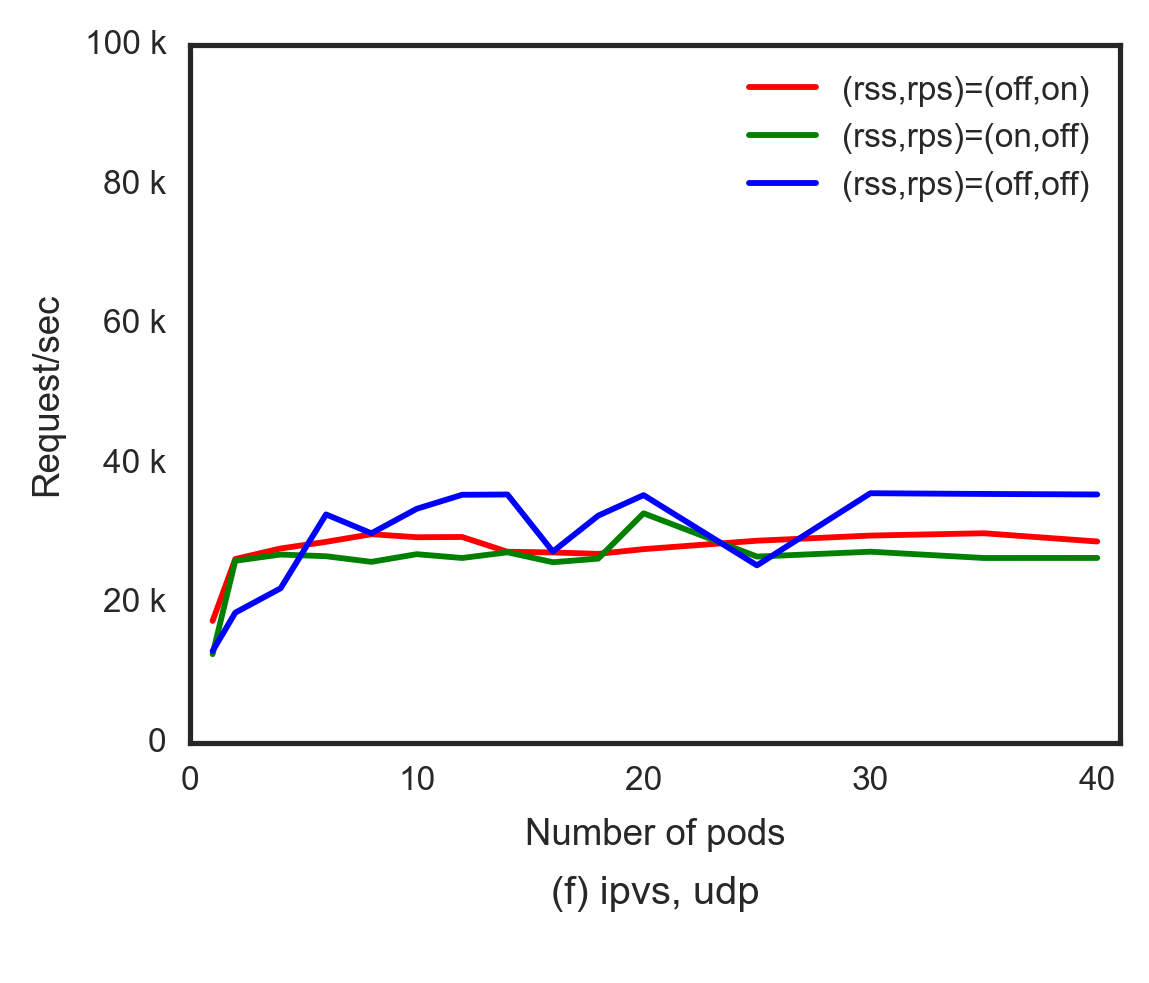 100 k
80 k
60 k
40 k
20 k
0
Request/sec
(rss,rps)=(off,on)
(rss,rps)=(on,off)
(rss,rps)=(off,off)
0 10 20 30 40
Number of pods
(f) ipvs, udp